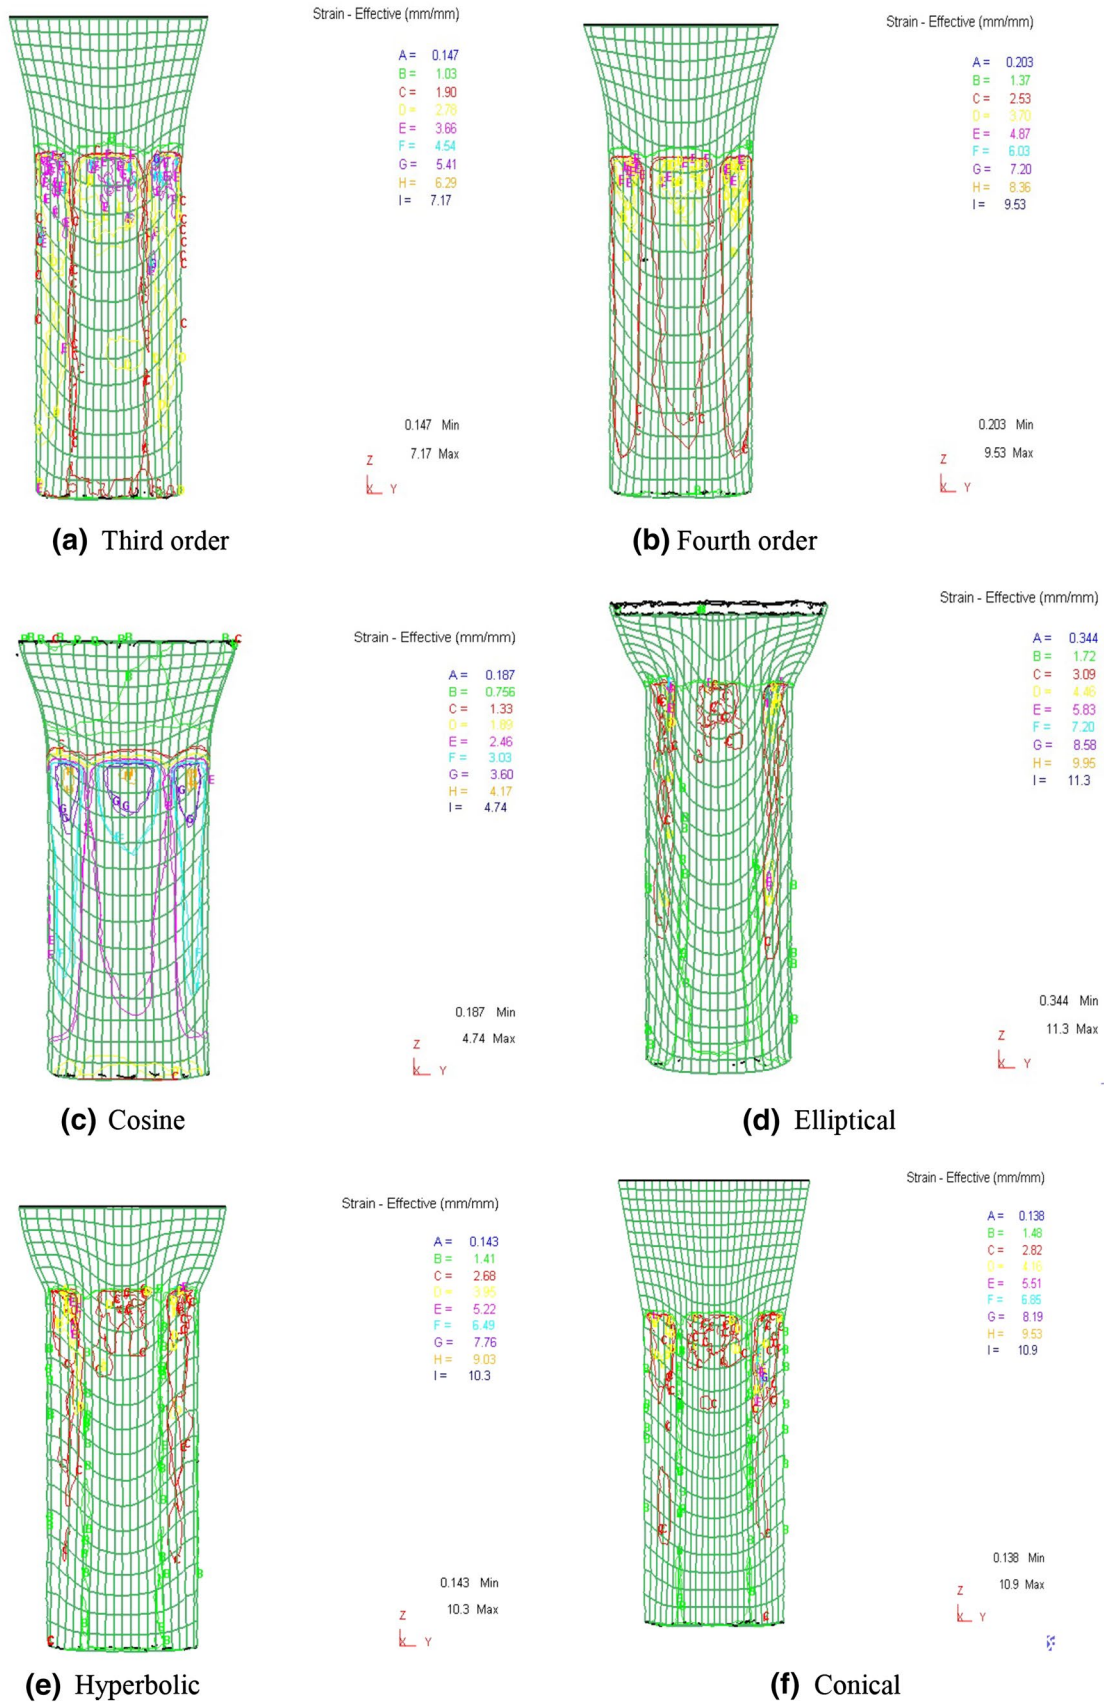 Strain - Effective (mm/mm)
A = 0.147
B = 1.03
C = 1.90
D = 2.78
E = 3.66
F = 4.54
G = 5.41
H = 6.29
I = 7.17
0.147 Min
7.17 Max
Z
X Y
(a) Third order
Strain - Effective (mm/mm)
A = 0.203
B = 1.37
C = 2.53
D = 3.70
E = 4.87
F = 6.03
G = 7.20
H = 8.36
I = 9.53
0.203 Min
9.53 Max
Z
X Y
(b) Fourth order
Strain - Effective (mm/mm)
A = 0.187
B = 0.756
C = 1.33
D = 1.89
E = 2.46
F = 3.03
G = 3.60
H = 4.17
I = 4.74
0.187 Min
4.74 Max
Z
X Y
(c) Cosine
Strain - Effective (mm/mm)
A = 0.344
B = 1.72
C = 3.09
D = 4.46
E = 5.83
F = 7.20
G = 8.58
H = 9.95
I = 11.3
0.344 Min
11.3 Max
Z
X Y
(d) Elliptical
Strain - Effective (mm/mm)
A = 0.143
B = 1.41
C = 2.68
D = 3.95
E = 5.22
F = 6.49
G = 7.76
H = 9.03
I = 10.3
0.143 Min
10.3 Max
Z
X Y
(e) Hyperbolic
Strain - Effective (mm/mm)
A = 0.138
B = 1.48
C = 2.82
D = 4.16
E = 5.51
F = 6.85
G = 8.19
H = 9.53
I = 10.9
0.138 Min
10.9 Max
Z
X Y
(f) Conical